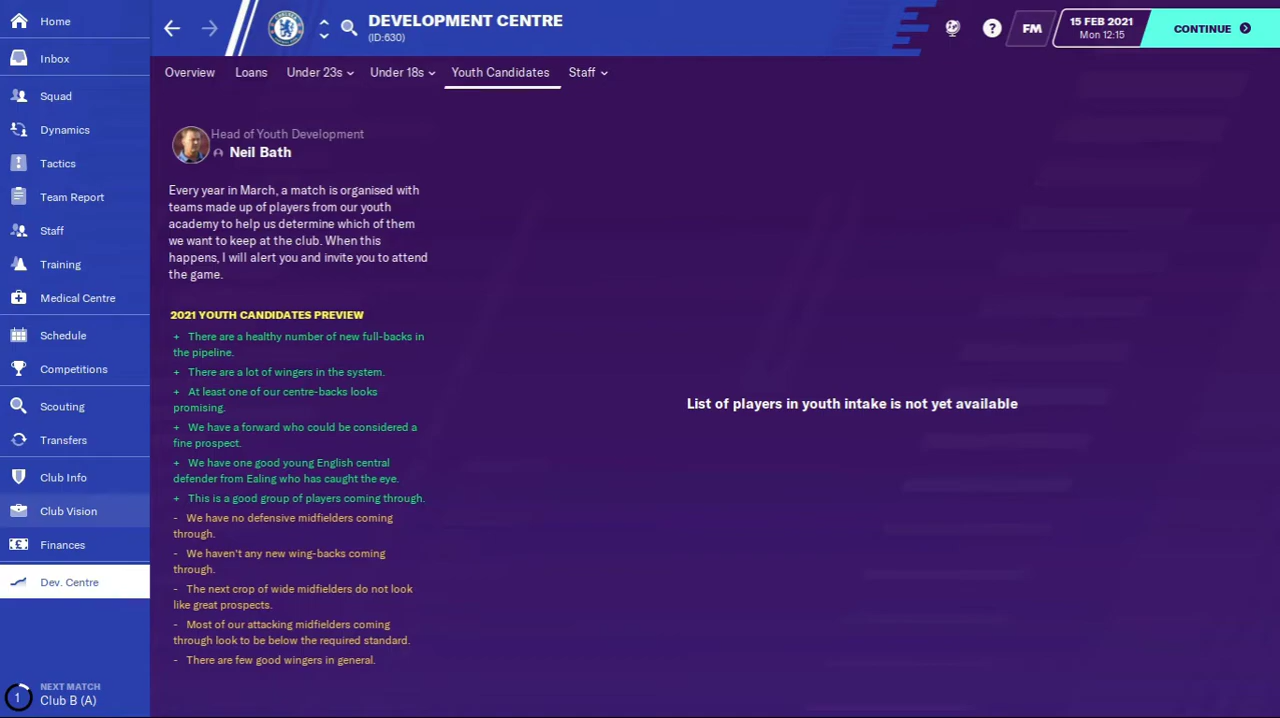 Home
Inbox
Squad
Dynamics
Tactics
Team Report
Staff
Training
Medical Centre
Schedule
Competitions
Scouting
Transfers
Club Info
Club Vision
Finances
Dev. Centre
1
NEXT MATCH
Club B (A)
DEVELOPMENT CENTRE
(ID:630)
?
FM
15 FEB 2021
Mon 12:15
CONTINUE
Overview
Loans
Under 23s
Under 18s
Youth Candidates
Staff
Head of Youth Development
Neil Bath
Every year in March, a match is organised with
teams made up of players from our youth
academy to help us determine which of them
we want to keep at the club. When this
happens, I will alert you and invite you to attend
the game.
2021 YOUTH CANDIDATES PREVIEW
+ There are a healthy number of new full-backs in
the pipeline.
+ There are a lot of wingers in the system.
+ At least one of our centre-backs looks
promising.
+ We have a forward who could be considered a
fine prospect.
+ We have one good young English central
defender from Ealing who has caught the eye.
+ This is a good group of players coming through.
- We have no defensive midfielders coming
through.
- We haven't any new wing-backs coming
through.
- The next crop of wide midfielders do not look
like great prospects.
- Most of our attacking midfielders coming
through look to be below the required standard.
- There are few good wingers in general.
List of players in youth intake is not yet available